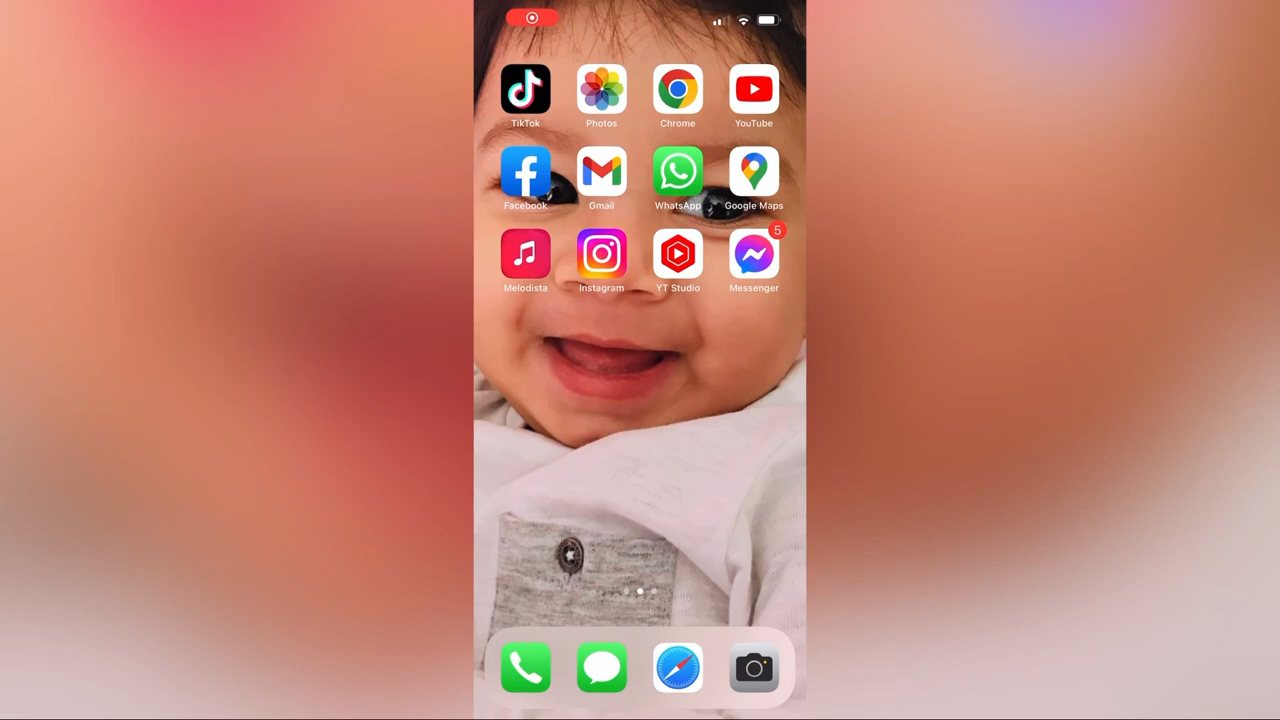 TikTok Photos Chrome YouTube
Facebook Gmail WhatsApp Google Maps
5
Melodista Instagram YT Studio Messenger